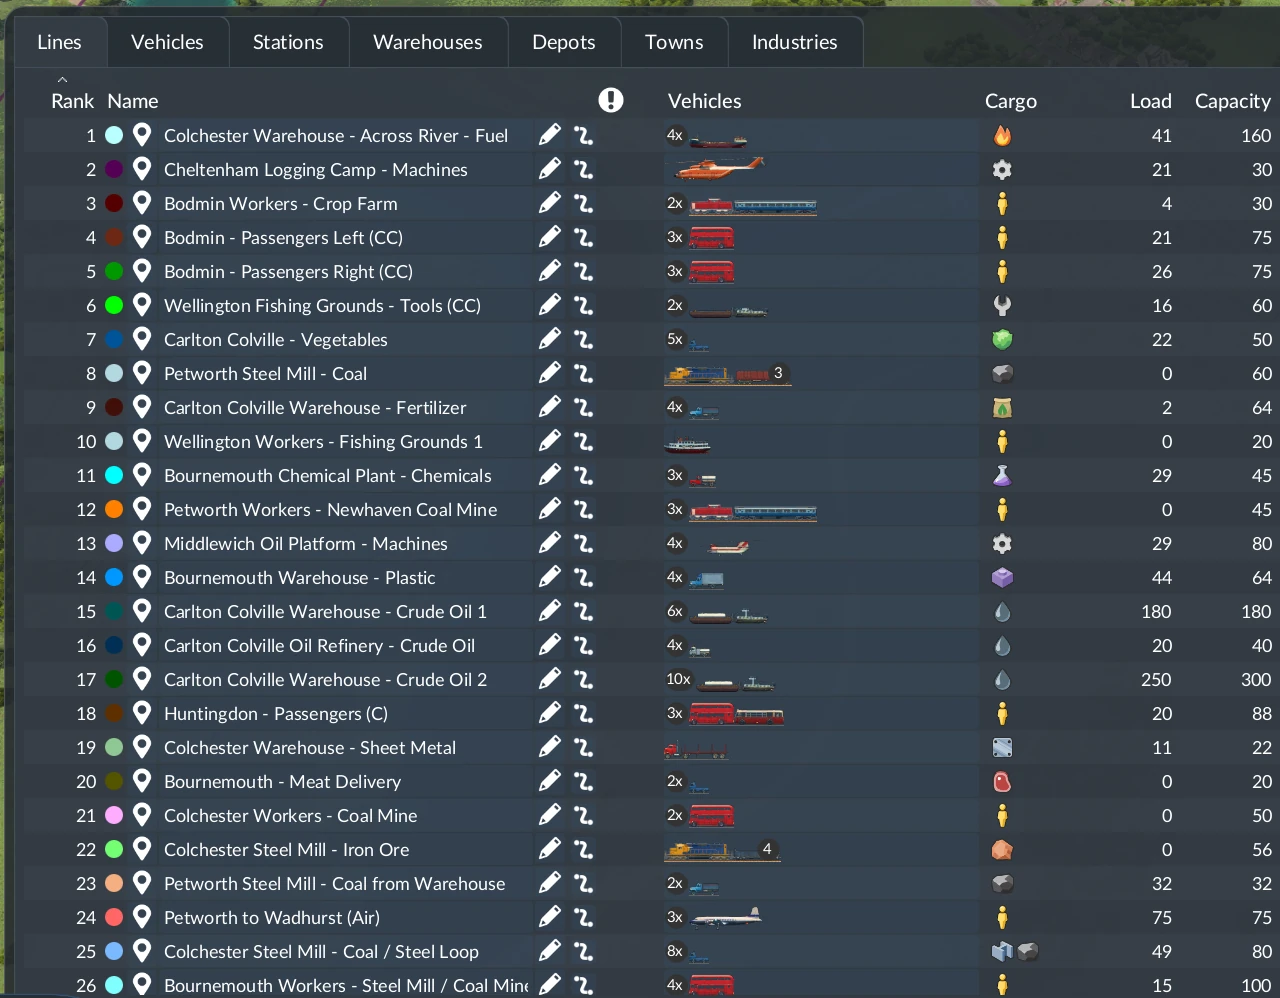 Lines Vehicles Stations Warehouses Depots Towns Industries
Rank Name Vehicles Cargo Load Capacity
1 Colchester Warehouse - Across River - Fuel 4x 41 160
2 Cheltenham Logging Camp - Machines 21 30
3 Bodmin Workers - Crop Farm 2x 4 30
4 Bodmin - Passengers Left (CC) 3x 21 75
5 Bodmin - Passengers Right (CC) 3x 26 75
6 Wellington Fishing Grounds - Tools (CC) 2x 16 60
7 Carlton Colville - Vegetables 5x 22 50
8 Petworth Steel Mill - Coal 3 0 60
9 Carlton Colville Warehouse - Fertilizer 4x 2 64
10 Wellington Workers - Fishing Grounds 1 0 20
11 Bournemouth Chemical Plant - Chemicals 3x 29 45
12 Petworth Workers - Newhaven Coal Mine 3x 0 45
13 Middlewich Oil Platform - Machines 4x 29 80
14 Bournemouth Warehouse - Plastic 4x 44 64
15 Carlton Colville Warehouse - Crude Oil 1 6x 180 180
16 Carlton Colville Oil Refinery - Crude Oil 4x 20 40
17 Carlton Colville Warehouse - Crude Oil 2 10x 250 300
18 Huntingdon - Passengers (C) 3x 20 88
19 Colchester Warehouse - Sheet Metal 11 22
20 Bournemouth - Meat Delivery 2x 0 20
21 Colchester Workers - Coal Mine 2x 0 50
22 Colchester Steel Mill - Iron Ore 4 0 56
23 Petworth Steel Mill - Coal from Warehouse 2x 32 32
24 Petworth to Wadhurst (Air) 3x 75 75
25 Colchester Steel Mill - Coal / Steel Loop 8x 49 80
26 Bournemouth Workers - Steel Mill / Coal Mine 4x 15 100